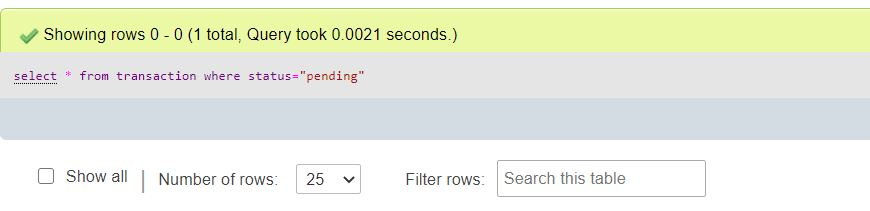 Showing rows 0 - 0 (1 total, Query took 0.0021 seconds.)
select * from transaction where status="pending"
Show all | Number of rows: 25 Filter rows: Search this table